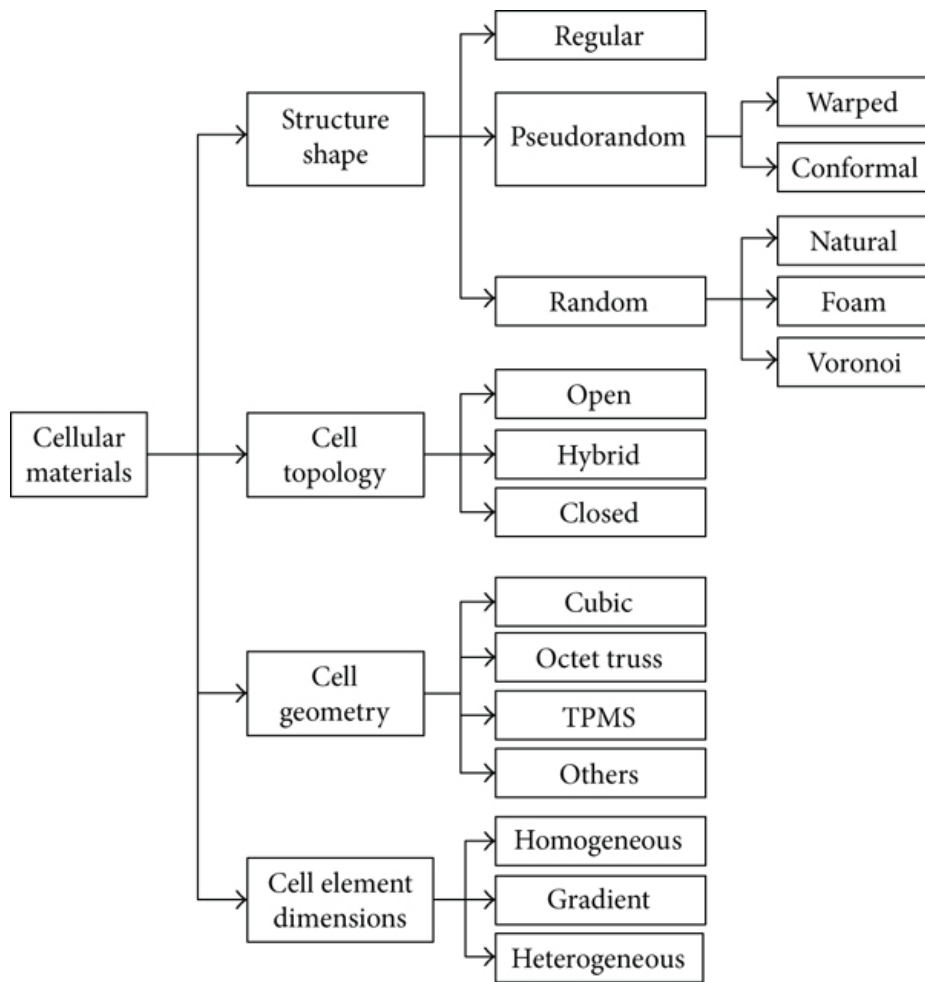 Regular
Structure
shape
Pseudorandom
Warped
Conformal
Random
Natural
Foam
Voronoi
Cellular
materials
Cell
topology
Open
Hybrid
Closed
Cell
geometry
Cubic
Octet truss
TPMS
Others
Cell element
dimensions
Homogeneous
Gradient
Heterogeneous